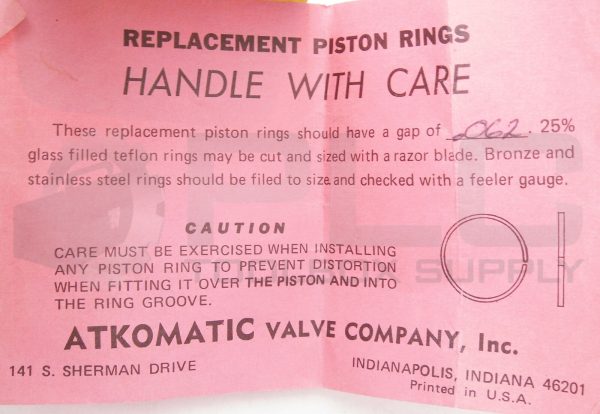 REPLACEMENT PISTON RINGS
HANDLE WITH CARE
These replacement piston rings should have a gap of .062. 25%
glass filled teflon rings may be cut and sized with a razor blade. Bronze and
stainless steel rings should be filed to size and checked with a feeler gauge.
CAUTION
CARE MUST BE EXERCISED WHEN INSTALLING
ANY PISTON RING TO PREVENT DISTORTION
WHEN FITTING IT OVER THE PISTON AND INTO
THE RING GROOVE.
ATKOMATIC VALVE COMPANY, Inc.
141 S. SHERMAN DRIVE
INDIANAPOLIS, INDIANA 46201
Printed in U.S.A.
PLC
SUPPLY